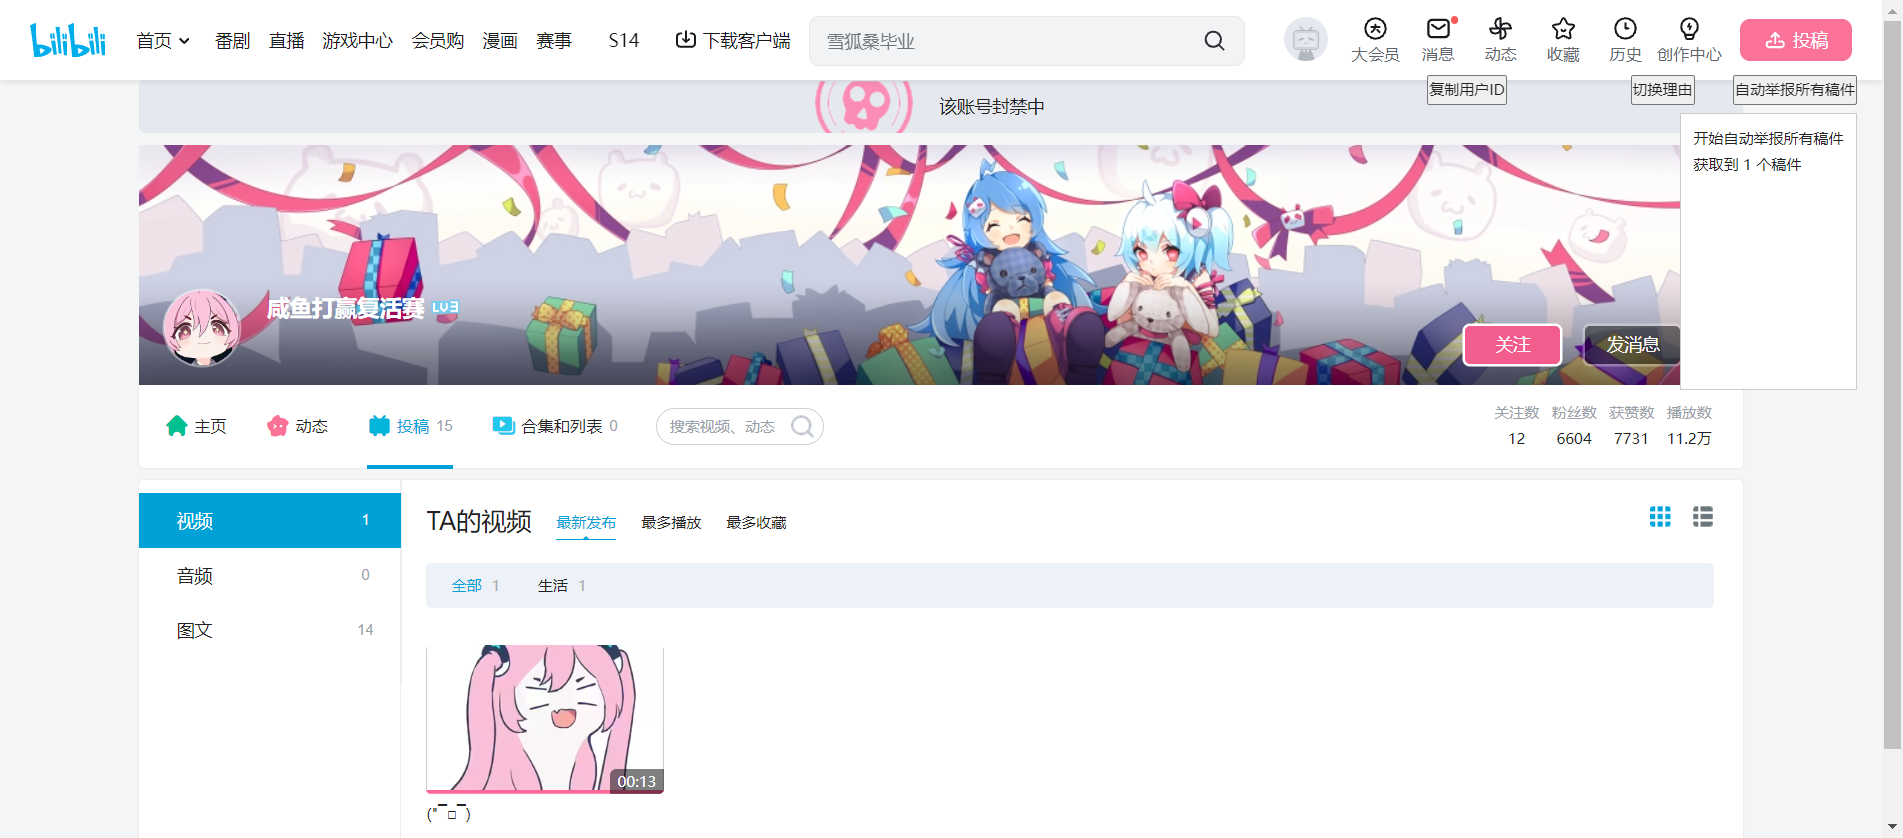 bilibili 首页 番剧 直播 游戏中心 会员购 漫画 赛事 S14 下载客户端 雪狐桑毕业 大会员 消息 动态 收藏 历史 创作中心 投稿
复制用户ID 切换理由 自动举报所有稿件
该账号封禁中
开始自动举报所有稿件
获取到 1 个稿件
咸鱼打赢复活赛 LV3
关注 发消息
主页 动态 投稿 15 合集和列表 0 搜索视频、动态
关注数 粉丝数 获赞数 播放数
12 6604 7731 11.2万
视频 1
音频 0
图文 14
TA的视频 最新发布 最多播放 最多收藏
全部 1 生活 1
00:13
("▔□▔)